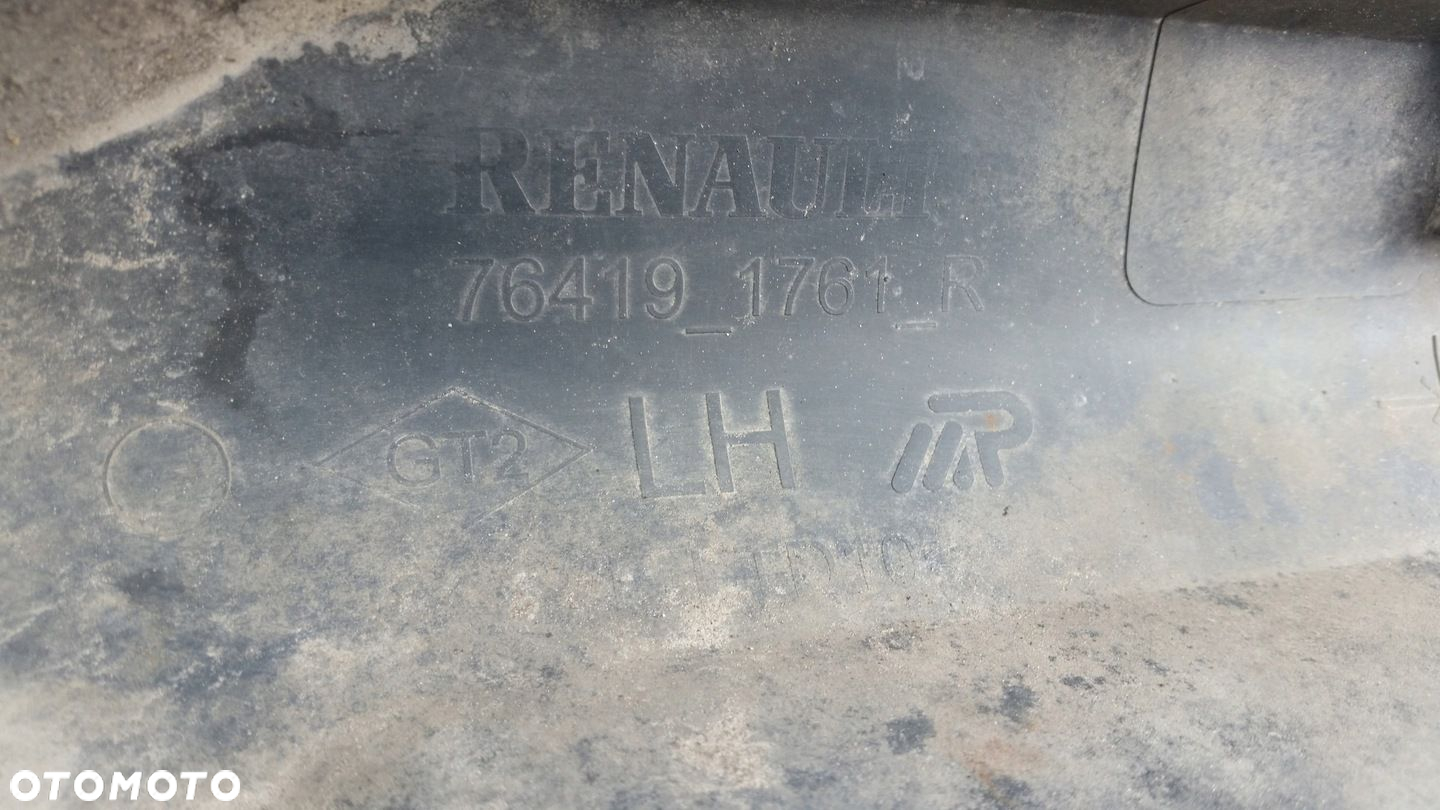 RENAULT
76419_1761_R
GT2 LH
OTOMOTO